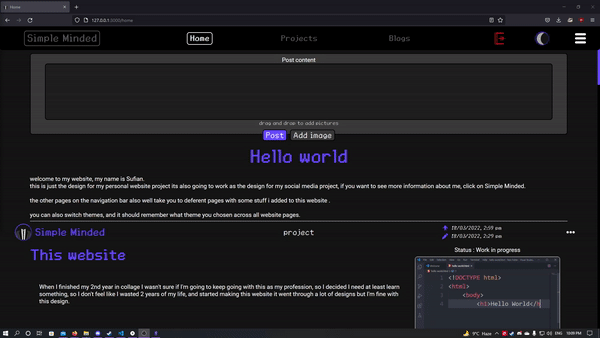 Home
127.0.0.1:5000/home
Simple Minded
Home
Projects
Blogs
Post content
drag and drop to add pictures
Post
Add image
Hello world
welcome to my website, my name is Sufian.
this is just the design for my personal website projext its also going to work as the design for my social media project, if you want to see more information about me, click on Simple Minded.
the other pages on the navigation bar also well take you to deferent pages with some stuff i added to this website .
you can also switch themes, and it should remember what theme you chosen across all website pages.
Simple Minded
project
18/03/2022, 2:09 pm
18/03/2022, 2:29 am
This website
Status : Work in progress
When I finished my 2nd year in collage I wasn't sure if I'm going to keep going with this as my profession, so I decided I need at least learn
something, so I don't feel like I wasted 2 years of my life, and started making this website it went through a lot of designs but I'm fine with
this design.
<!DOCTYPE html>
<html>
<body>
<h1>Hello World</h
9°C Haze
ENG
10:00 PM